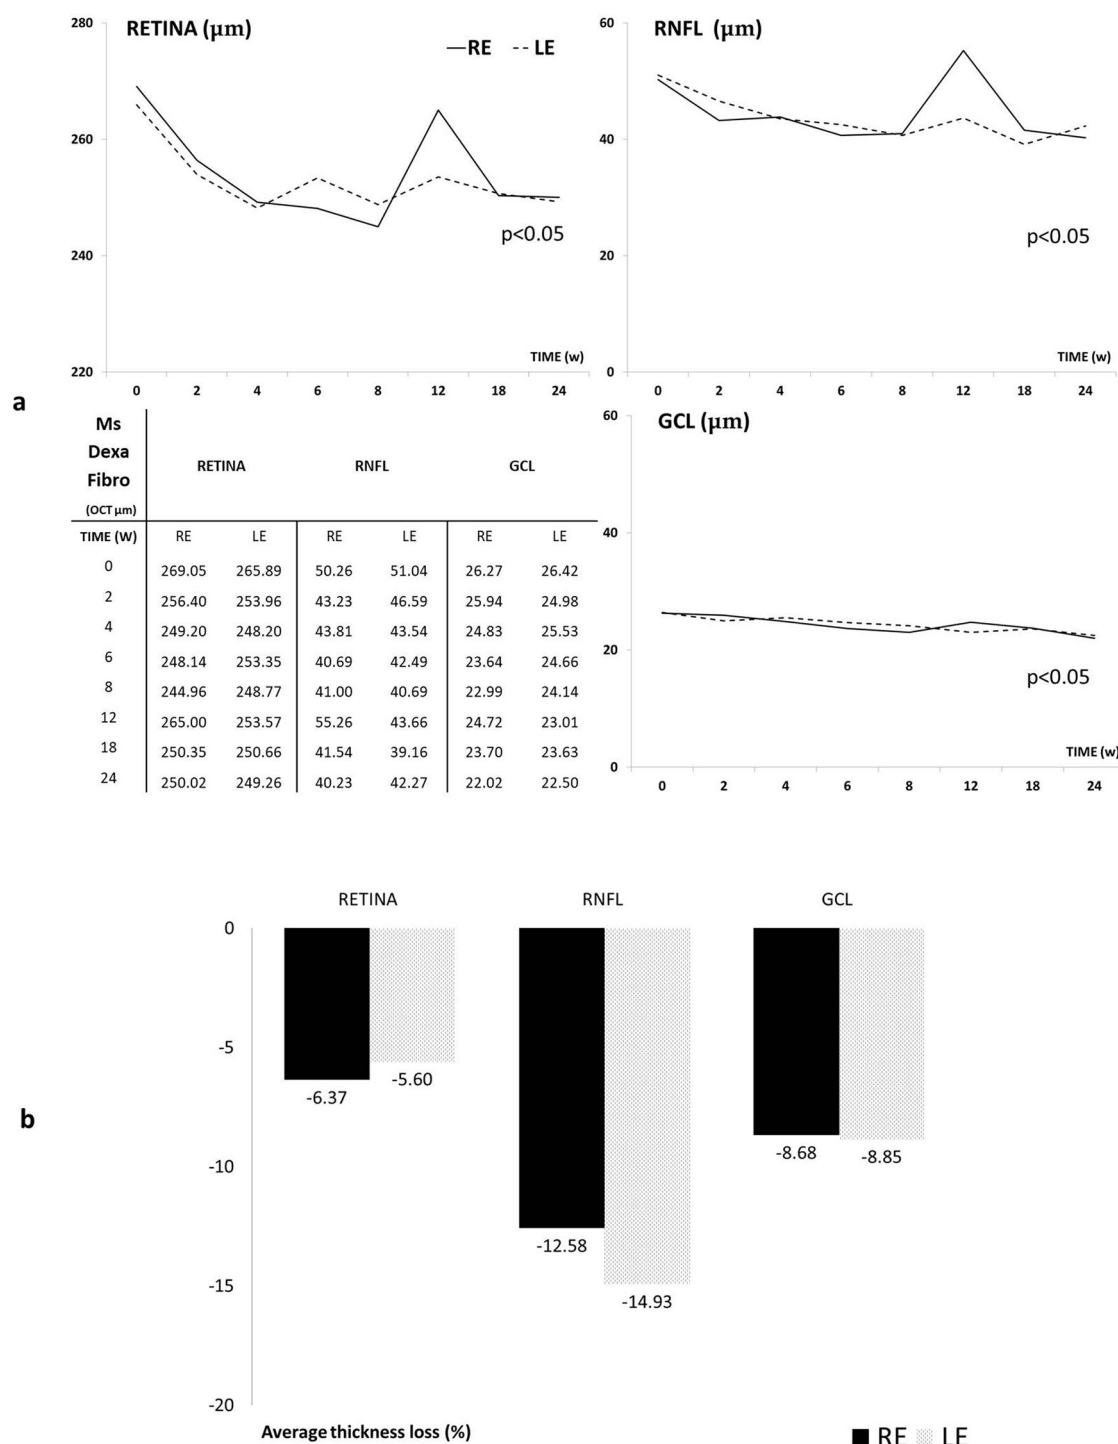 RETINA (µm)
280
260
240
220
RE LE
p<0.05
TIME (w)
0 2 4 6 8 12 18 24
RNFL (µm)
60
40
20
0
p<0.05
TIME (w)
0 2 4 6 8 12 18 24
a
Ms
Dexa
Fibro
(OCT µm)
RETINA RNFL GCL
TIME (W) RE LE RE LE RE LE
0 269.05 265.89 50.26 51.04 26.27 26.42
2 256.40 253.96 43.23 46.59 25.94 24.98
4 249.20 248.20 43.81 43.54 24.83 25.53
6 248.14 253.35 40.69 42.49 23.64 24.66
8 244.96 248.77 41.00 40.69 22.99 24.14
12 265.00 253.57 55.26 43.66 24.72 23.01
18 250.35 250.66 41.54 39.16 23.70 23.63
24 250.02 249.26 40.23 42.27 22.02 22.50
GCL (µm)
60
40
20
0
p<0.05
TIME (w)
0 2 4 6 8 12 18 24
b
RETINA RNFL GCL
0
-5
-10
-15
-20
-6.37 -5.60
-12.58 -14.93
-8.68 -8.85
Average thickness loss (%)
RE LE